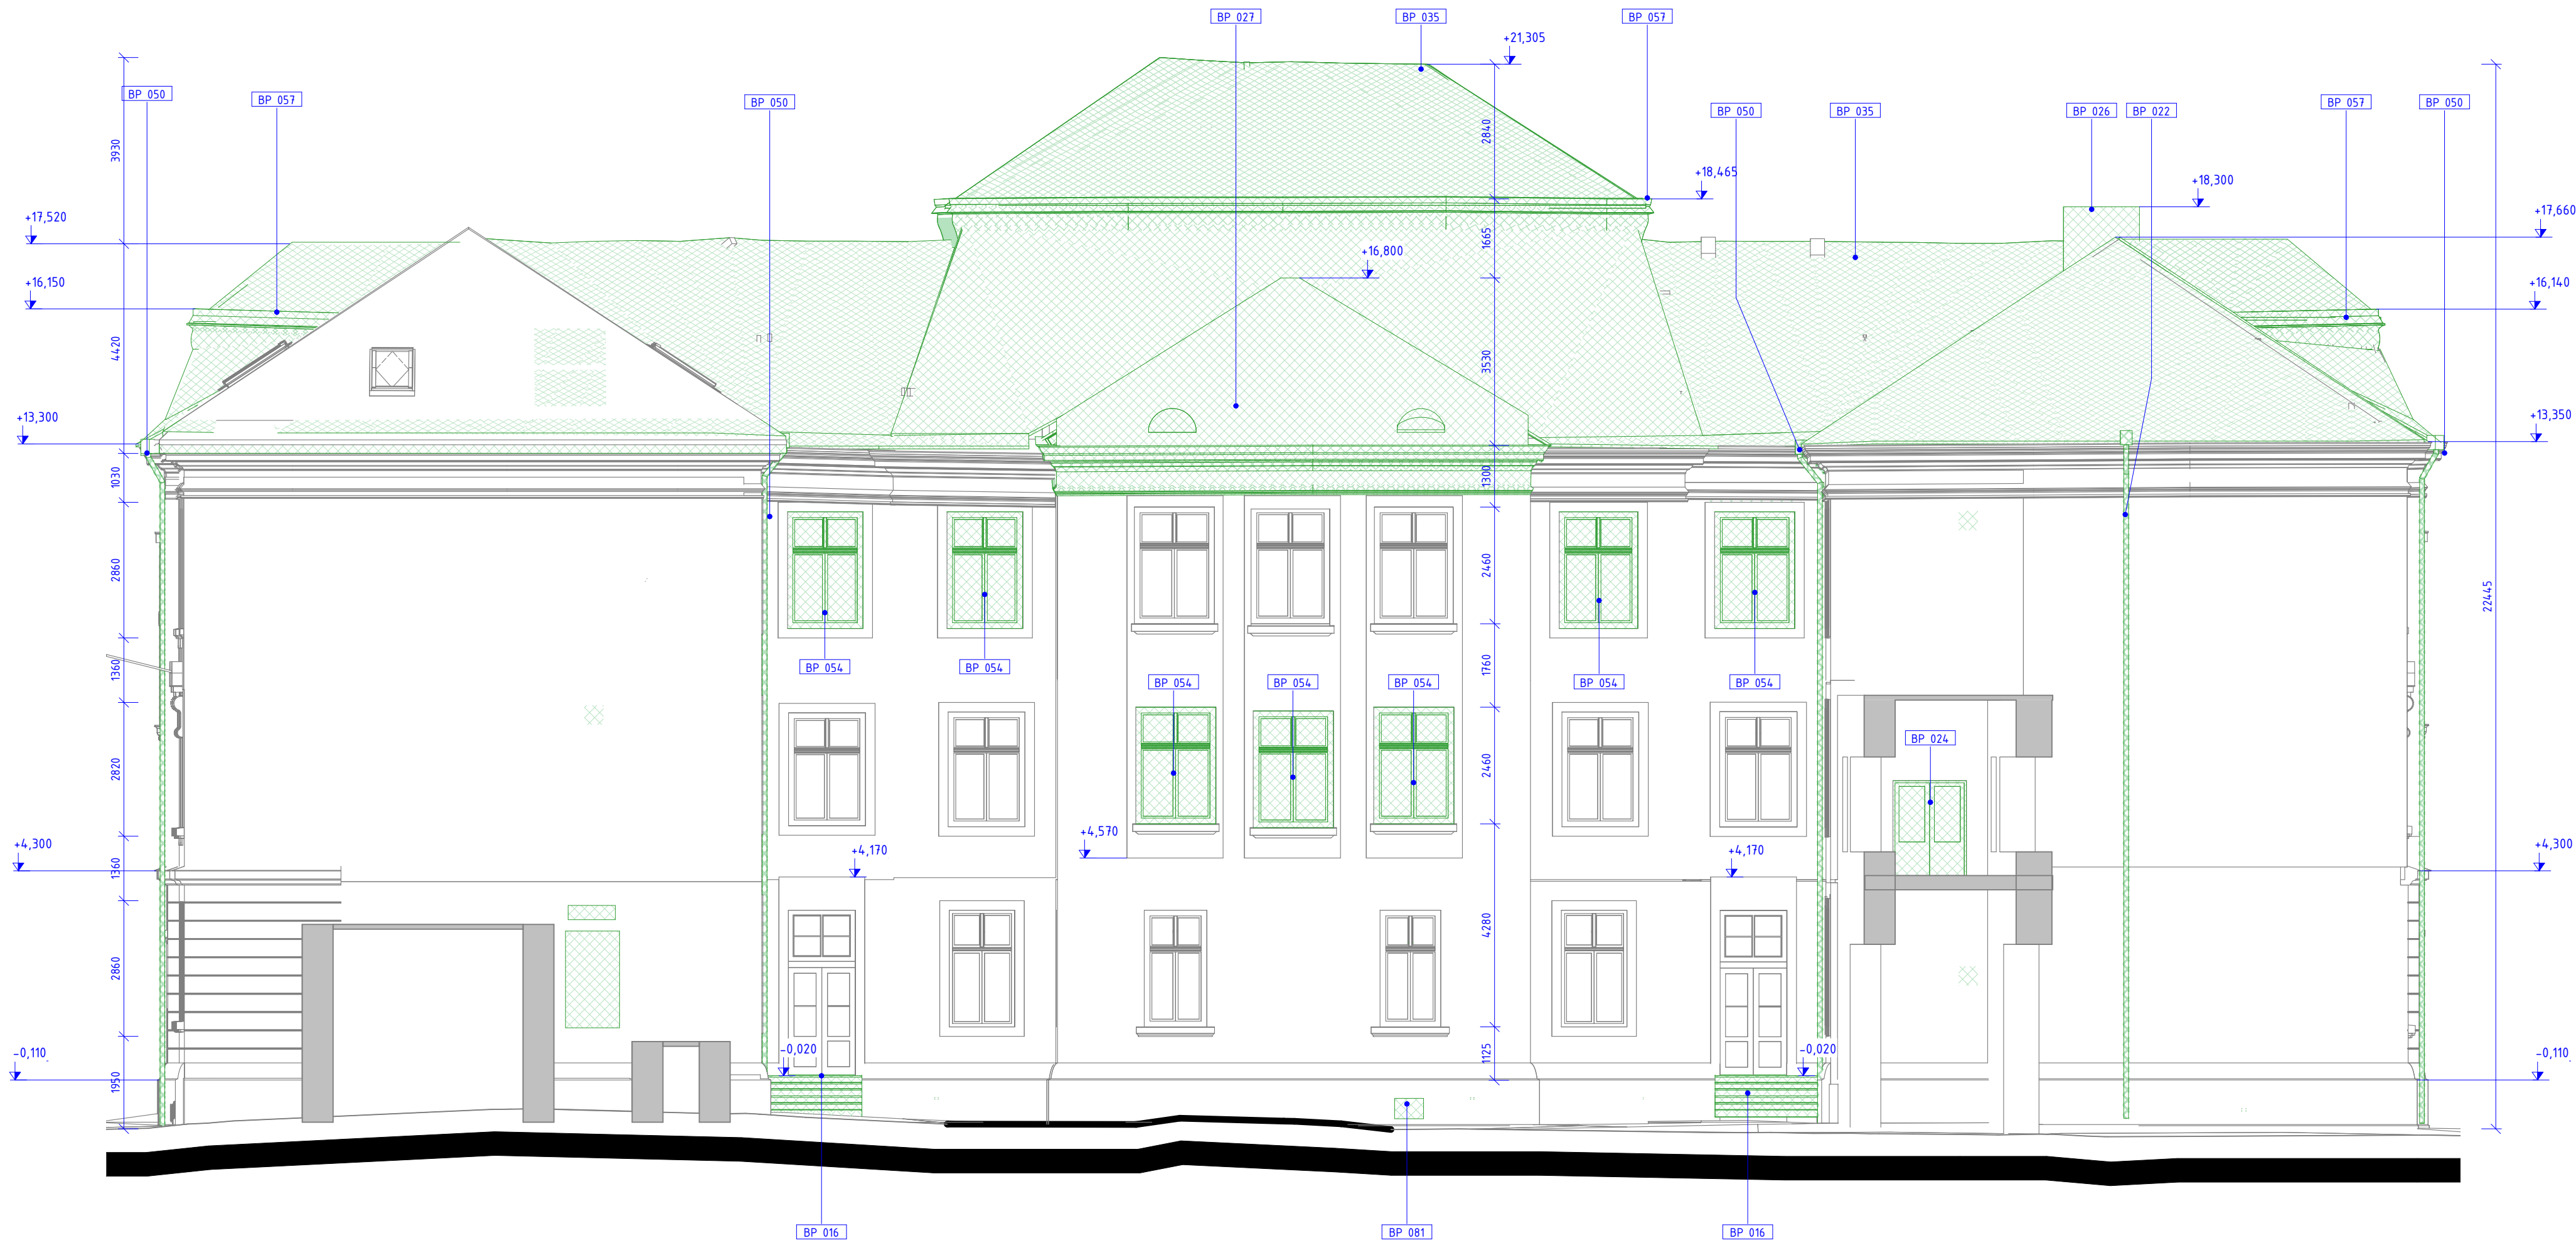 BP 027
BP 035
BP 057
+21,305
BP 050
BP 057
BP 050
BP 050
BP 035
BP 026
BP 022
BP 057
BP 050
3930
2840
+18,465
+18,300
+17,520
+17,660
1665
+16,800
+16,150
+16,140
4420
3530
+13,300
+13,350
1030
1300
2860
2460
22445
1360
BP 054
BP 054
1760
BP 054
BP 054
BP 054
BP 054
BP 054
BP 024
2820
2460
+4,570
+4,300
+4,170
+4,170
+4,300
1360
4280
2860
-0,110
-0,020
1125
-0,020
-0,110
1950
BP 016
BP 081
BP 016